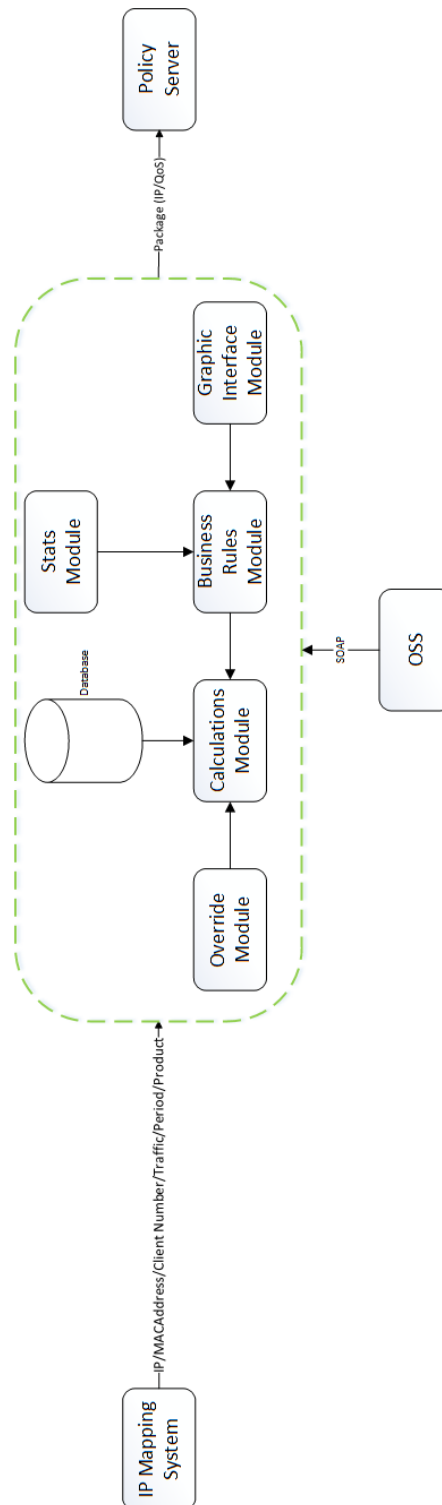 IP Mapping
System
IP/MACAddress/Client Number/Traffic/Period/Product
Database
Stats
Module
Override
Module
Calculations
Module
Business
Rules
Module
Graphic
Interface
Module
SOAP
OSS
Package (IP/QoS)
Policy
Server